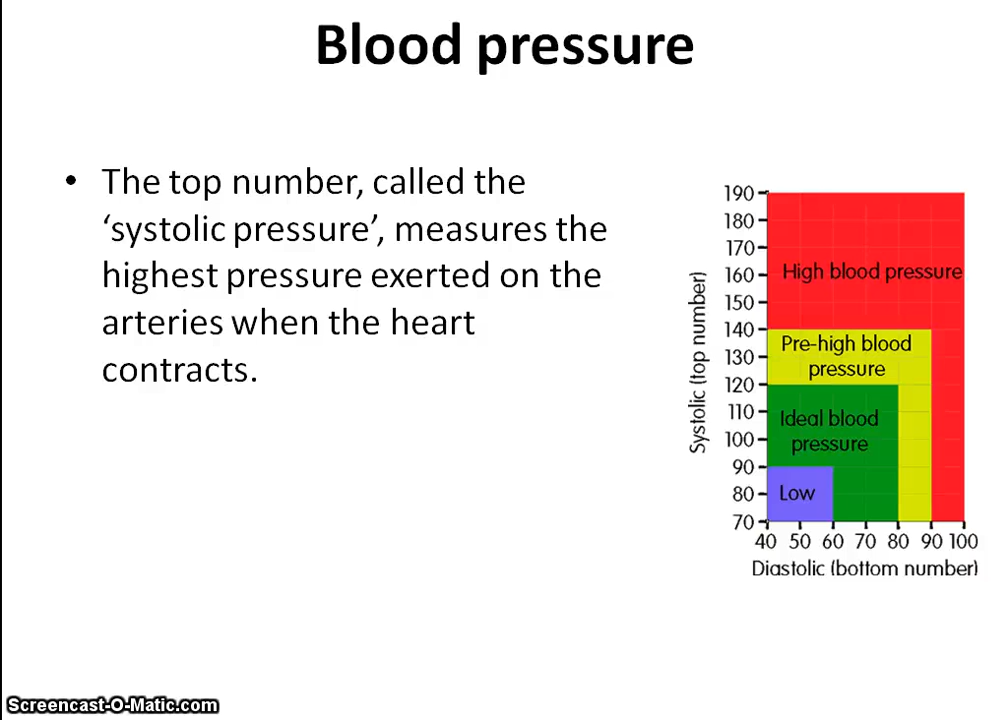 Blood pressure
• The top number, called the
‘systolic pressure’, measures the
highest pressure exerted on the
arteries when the heart
contracts.
Systolic (top number)
190
180
170
160
150
140
130
120
110
100
90
80
70
High blood pressure
Pre-high blood
pressure
Ideal blood
pressure
Low
40 50 60 70 80 90 100
Diastolic (bottom number)
Screencast-O-Matic.com